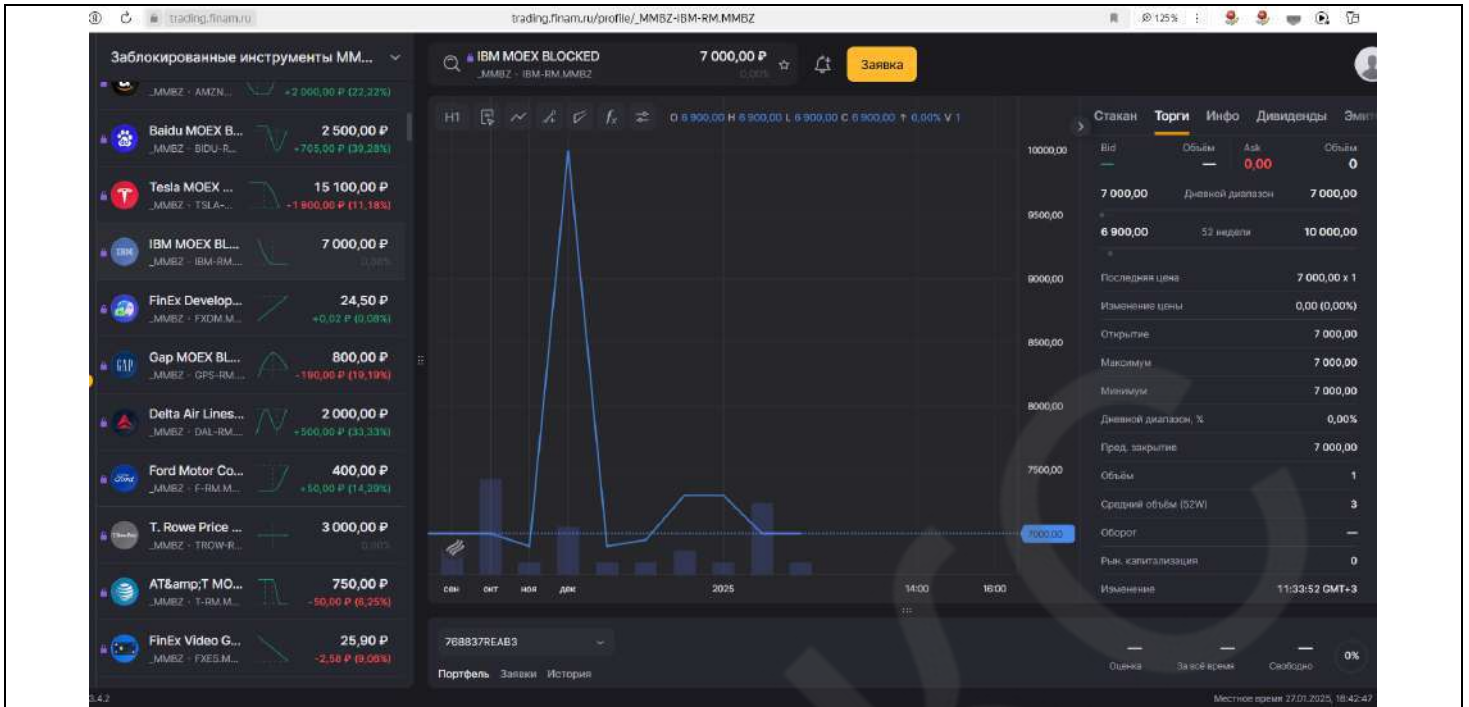 trading.finam.ru
trading.finam.ru/profile/_MMBZ-IBM-RM.MMBZ
125%
Заблокированные инструменты ММ...
_MMBZ - AMZN...
+2 000,00 ₽ (22,22%)
Baidu MOEX B...
2 500,00 ₽
_MMBZ - BIDU-R...
+705,00 ₽ (39,28%)
Tesla MOEX ...
15 100,00 ₽
_MMBZ - TSLA-...
-1 900,00 ₽ (11,18%)
IBM MOEX BL...
7 000,00 ₽
_MMBZ - IBM-RM....
0,00%
FinEx Develop...
24,50 ₽
_MMBZ - FXDM.M...
+0,02 ₽ (0,08%)
GAP
Gap MOEX BL...
800,00 ₽
_MMBZ - GPS-RM....
-190,00 ₽ (19,19%)
Delta Air Lines...
2 000,00 ₽
_MMBZ - DAL-RM....
+500,00 ₽ (33,33%)
Ford
Ford Motor Co...
400,00 ₽
_MMBZ - F-RM.M...
+50,00 ₽ (14,29%)
T. Rowe Price ...
3 000,00 ₽
_MMBZ - TROW-R...
0,00%
AT&amp;T MO...
750,00 ₽
_MMBZ - T-RM.M...
-50,00 ₽ (6,25%)
FinEx Video G...
25,90 ₽
_MMBZ - FXES.M...
-2,58 ₽ (9,06%)
3.4.2
IBM MOEX BLOCKED
7 000,00 ₽
_MMBZ - IBM-RM.MMBZ
0,00%
Заявка
H1
O 6 900,00 H 6 900,00 L 6 900,00 C 6 900,00 ↑ 0,00% V 1
10000,00
9500,00
9000,00
8500,00
8000,00
7500,00
7000,00
сен окт ноя дек 2025 14:00 16:00
Стакан Торги Инфо Дивиденды Эмит
Bid Объём Ask Объём
— — 0,00 0
7 000,00 Дневной диапазон 7 000,00
6 900,00 52 недели 10 000,00
Последняя цена 7 000,00 x 1
Изменение цены 0,00 (0,00%)
Открытие 7 000,00
Максимум 7 000,00
Минимум 7 000,00
Дневной диапазон, % 0,00%
Пред. закрытие 7 000,00
Объём 1
Средний объём (52W) 3
Оборот —
Рын. капитализация 0
Изменение 11:33:52 GMT+3
768837REAB3
Портфель Заявки История
— — —
Оценка За всё время Свободно
0%
Местное время 27.01.2025, 16:42:47